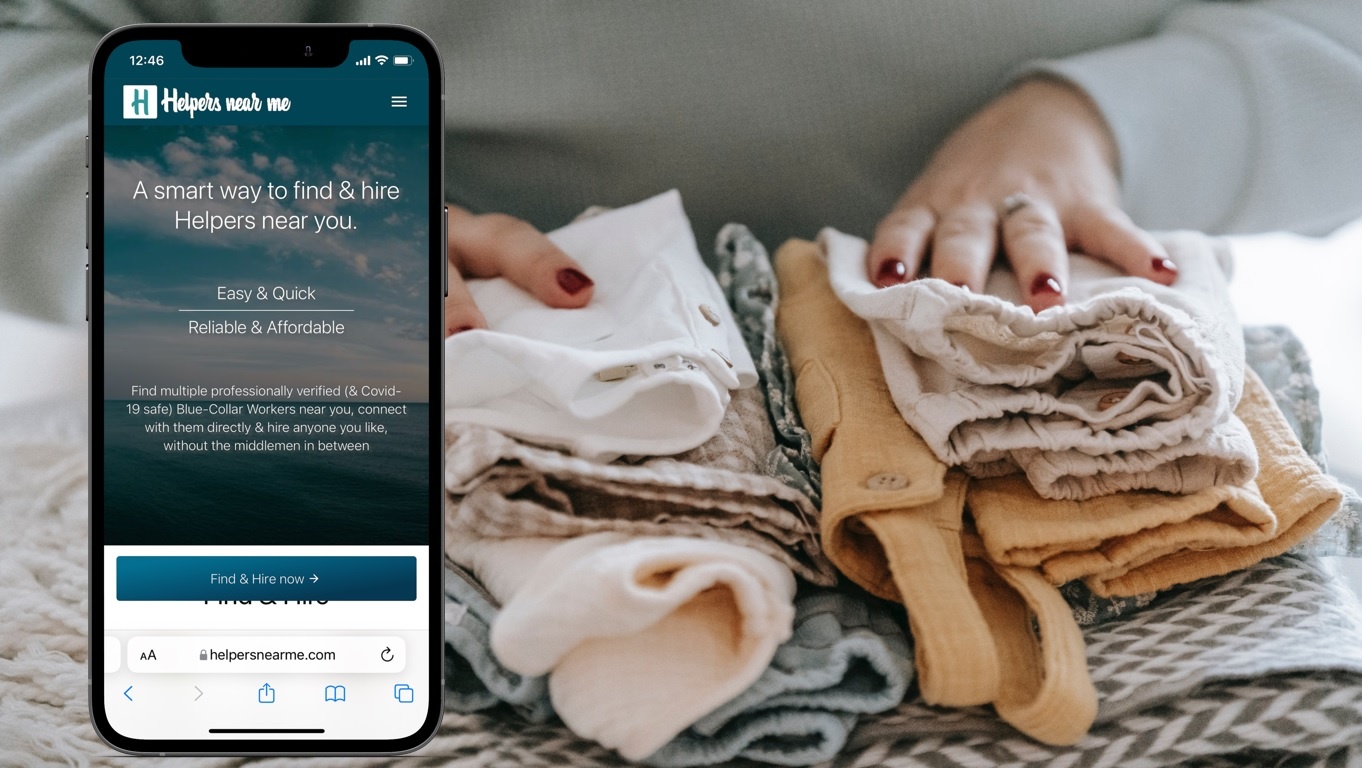 12:46
H Helpers near me
A smart way to find & hire
Helpers near you.
Easy & Quick
Reliable & Affordable
Find multiple professionally verified (& Covid-
19 safe) Blue-Collar Workers near you, connect
with them directly & hire anyone you like,
without the middlemen in between
Find & Hire now →
Find & Hire
AA helpersnearme.com